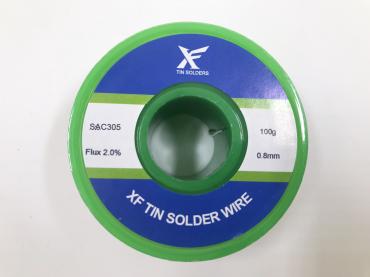 XF
TIN SOLDERS
SAC305
100g
Flux 2.0%
0.8mm
XF TIN SOLDER WIRE